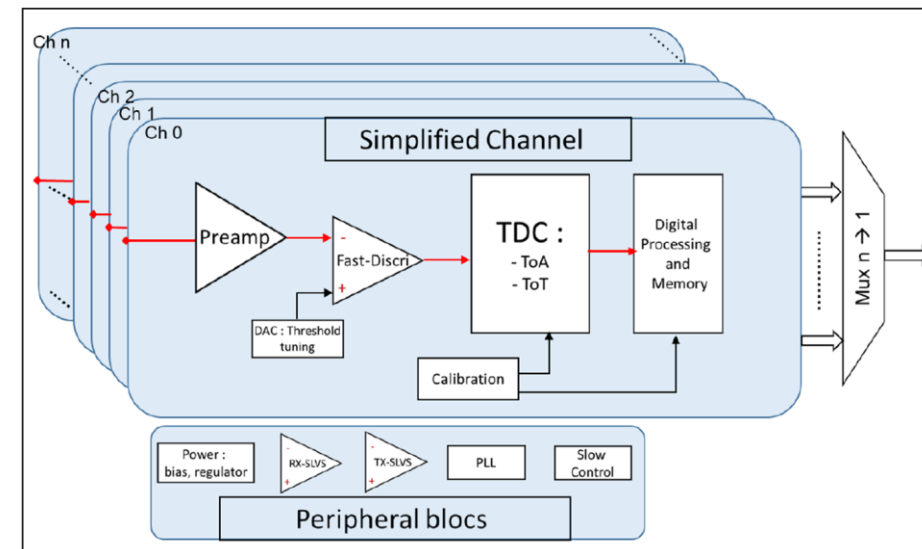 Ch n
Ch 2
Ch 1
Ch 0
Simplified Channel
Preamp
-
Fast-Discri
+
DAC : Threshold
tuning
TDC :
- ToA
- ToT
Digital
Processing
and
Memory
Calibration
Mux n → 1
Power :
bias, regulator
-
RX-SLVS
+
-
TX-SLVS
+
PLL
Slow
Control
Peripheral blocs